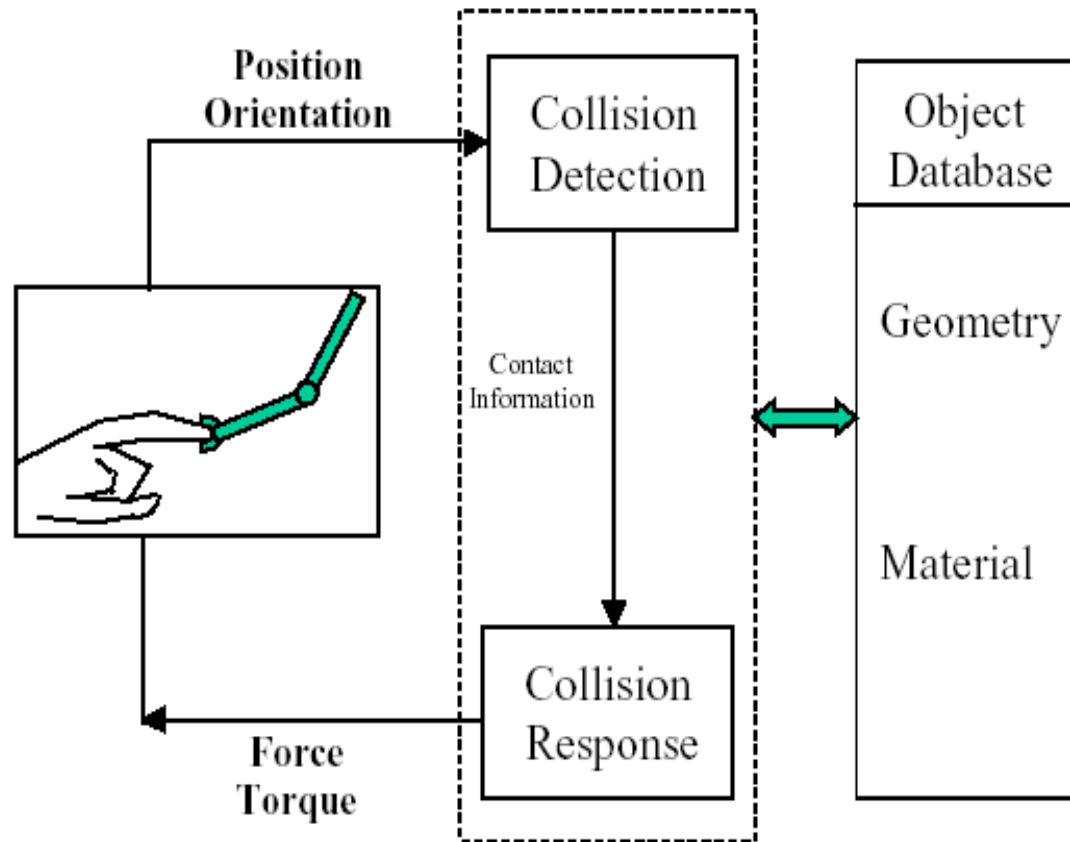 Position
Orientation
Collision
Detection
Object
Database
Geometry
Contact
Information
Material
Collision
Response
Force
Torque